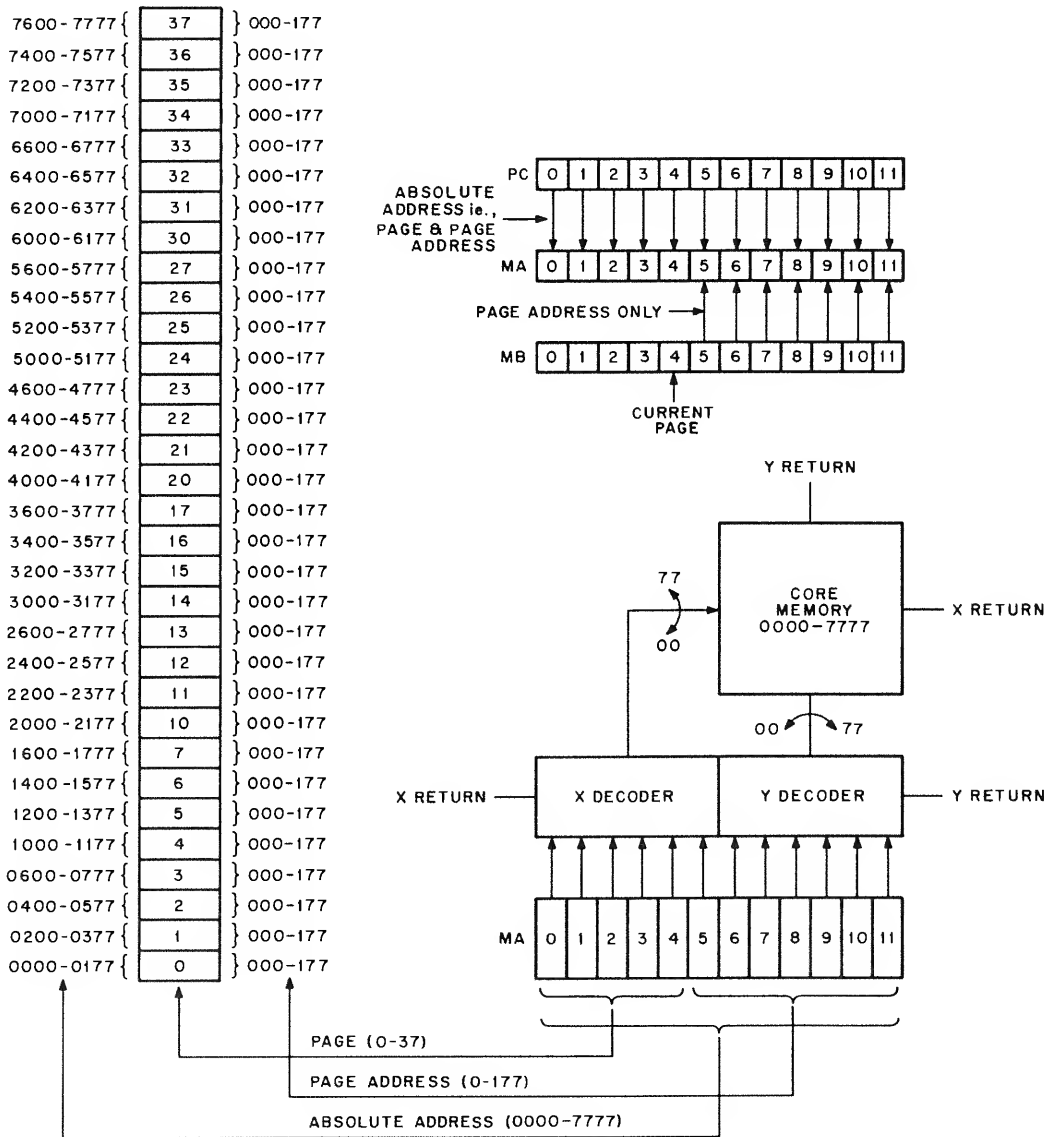 7600-7777{ 37 } 000-177
7400-7577{ 36 } 000-177
7200-7377{ 35 } 000-177
7000-7177{ 34 } 000-177
6600-6777{ 33 } 000-177
6400-6577{ 32 } 000-177
6200-6377{ 31 } 000-177
6000-6177{ 30 } 000-177
5600-5777{ 27 } 000-177
5400-5577{ 26 } 000-177
5200-5377{ 25 } 000-177
5000-5177{ 24 } 000-177
4600-4777{ 23 } 000-177
4400-4577{ 22 } 000-177
4200-4377{ 21 } 000-177
4000-4177{ 20 } 000-177
3600-3777{ 17 } 000-177
3400-3577{ 16 } 000-177
3200-3377{ 15 } 000-177
3000-3177{ 14 } 000-177
2600-2777{ 13 } 000-177
2400-2577{ 12 } 000-177
2200-2377{ 11 } 000-177
2000-2177{ 10 } 000-177
1600-1777{ 7 } 000-177
1400-1577{ 6 } 000-177
1200-1377{ 5 } 000-177
1000-1177{ 4 } 000-177
0600-0777{ 3 } 000-177
0400-0577{ 2 } 000-177
0200-0377{ 1 } 000-177
0000-0177{ 0 } 000-177
PC 0 1 2 3 4 5 6 7 8 9 10 11
ABSOLUTE
ADDRESS ie.,
PAGE & PAGE
ADDRESS
MA 0 1 2 3 4 5 6 7 8 9 10 11
PAGE ADDRESS ONLY
MB 0 1 2 3 4 5 6 7 8 9 10 11
CURRENT
PAGE
Y RETURN
77
00
CORE
MEMORY
0000-7777
X RETURN
00 77
X RETURN
X DECODER
Y DECODER
Y RETURN
MA 0 1 2 3 4 5 6 7 8 9 10 11
PAGE (0-37)
PAGE ADDRESS (0-177)
ABSOLUTE ADDRESS (0000-7777)